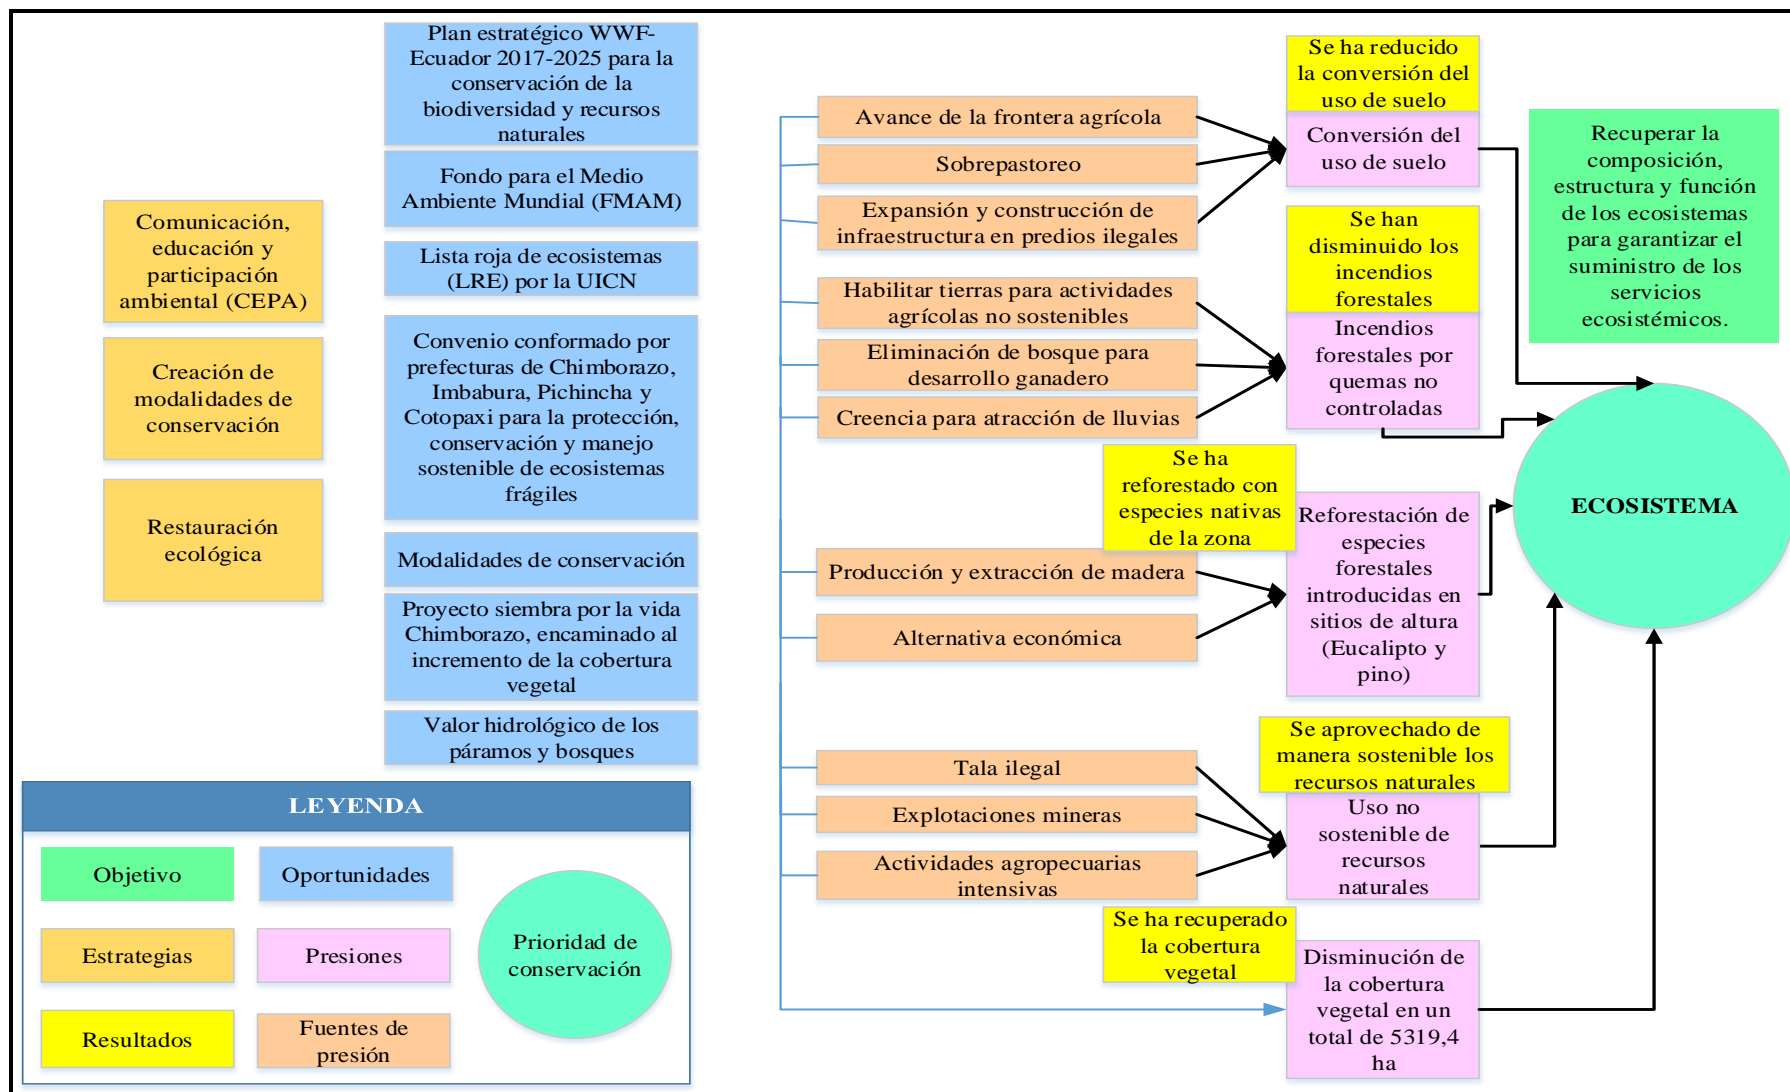 Comunicación,
educación y
participación
ambiental (CEPA)
Creación de
modalidades de
conservación
Restauración
ecológica
Plan estratégico WWF-
Ecuador 2017-2025 para la
conservación de la
biodiversidad y recursos
naturales
Fondo para el Medio
Ambiente Mundial (FMAM)
Lista roja de ecosistemas
(LRE) por la UICN
Convenio conformado por
prefecturas de Chimborazo,
Imbabura, Pichincha y
Cotopaxi para la protección,
conservación y manejo
sostenible de ecosistemas
frágiles
Modalidades de conservación
Proyecto siembra por la vida
Chimborazo, encaminado al
incremento de la cobertura
vegetal
Valor hidrológico de los
páramos y bosques
Avance de la frontera agrícola
Sobrepastoreo
Expansión y construcción de
infraestructura en predios ilegales
Habilitar tierras para actividades
agrícolas no sostenibles
Eliminación de bosque para
desarrollo ganadero
Creencia para atracción de lluvias
Producción y extracción de madera
Alternativa económica
Tala ilegal
Explotaciones mineras
Actividades agropecuarias
intensivas
Se ha reducido
la conversión del
uso de suelo
Conversión del
uso de suelo
Se han
disminuido los
incendios
forestales
Incendios
forestales por
quemas no
controladas
Se ha
reforestado con
especies nativas
de la zona
Reforestación de
especies
forestales
introducidas en
sitios de altura
(Eucalipto y
pino)
Se aprovechado de
manera sostenible los
recursos naturales
Uso no
sostenible de
recursos
naturales
Se ha recuperado
la cobertura
vegetal
Disminución de
la cobertura
vegetal en un
total de 5319,4
ha
Recuperar la
composición,
estructura y función
de los ecosistemas
para garantizar el
suministro de los
servicios
ecosistémicos.
ECOSISTEMA
LEYENDA
Objetivo
Oportunidades
Estrategias
Presiones
Resultados
Fuentes de
presión
Prioridad de
conservación